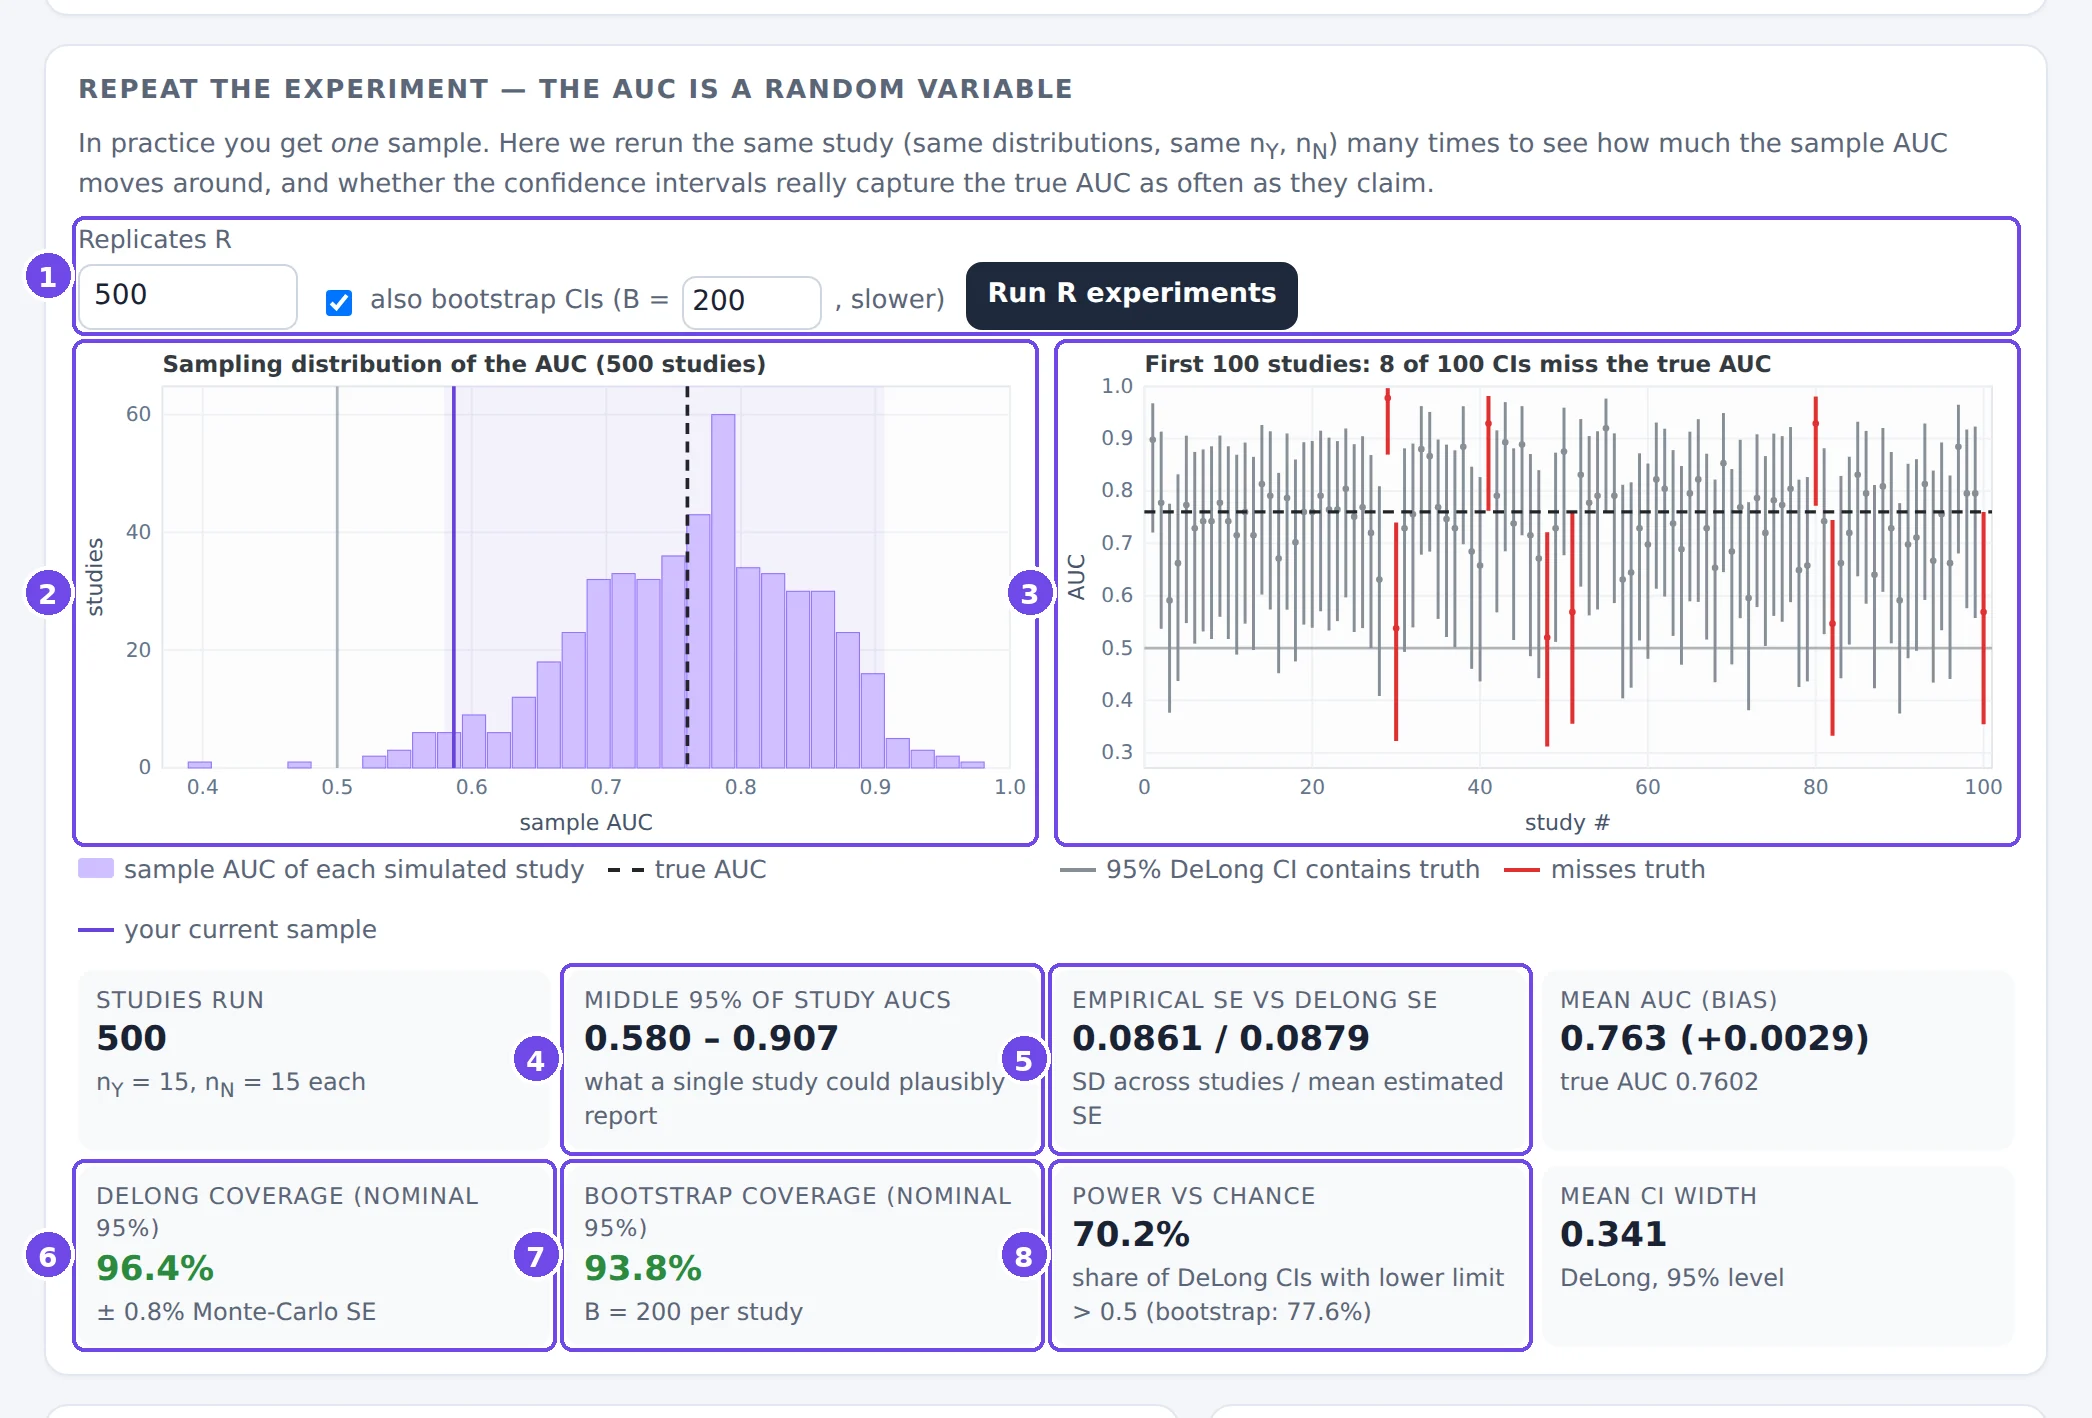 REPEAT THE EXPERIMENT — THE AUC IS A RANDOM VARIABLE
In practice you get one sample. Here we rerun the same study (same distributions, same nY, nN) many times to see how much the sample AUC
moves around, and whether the confidence intervals really capture the true AUC as often as they claim.
1
Replicates R
500
also bootstrap CIs (B = 200 , slower)
Run R experiments
2
Sampling distribution of the AUC (500 studies)
studies
60
40
20
0
0.4 0.5 0.6 0.7 0.8 0.9 1.0
sample AUC
sample AUC of each simulated study true AUC
your current sample
3
First 100 studies: 8 of 100 CIs miss the true AUC
AUC
1.0
0.9
0.8
0.7
0.6
0.5
0.4
0.3
0 20 40 60 80 100
study #
95% DeLong CI contains truth misses truth
STUDIES RUN
500
nY = 15, nN = 15 each
4
MIDDLE 95% OF STUDY AUCS
0.580 – 0.907
what a single study could plausibly
report
5
EMPIRICAL SE VS DELONG SE
0.0861 / 0.0879
SD across studies / mean estimated
SE
MEAN AUC (BIAS)
0.763 (+0.0029)
true AUC 0.7602
6
DELONG COVERAGE (NOMINAL
95%)
96.4%
± 0.8% Monte-Carlo SE
7
BOOTSTRAP COVERAGE (NOMINAL
95%)
93.8%
B = 200 per study
8
POWER VS CHANCE
70.2%
share of DeLong CIs with lower limit
> 0.5 (bootstrap: 77.6%)
MEAN CI WIDTH
0.341
DeLong, 95% level